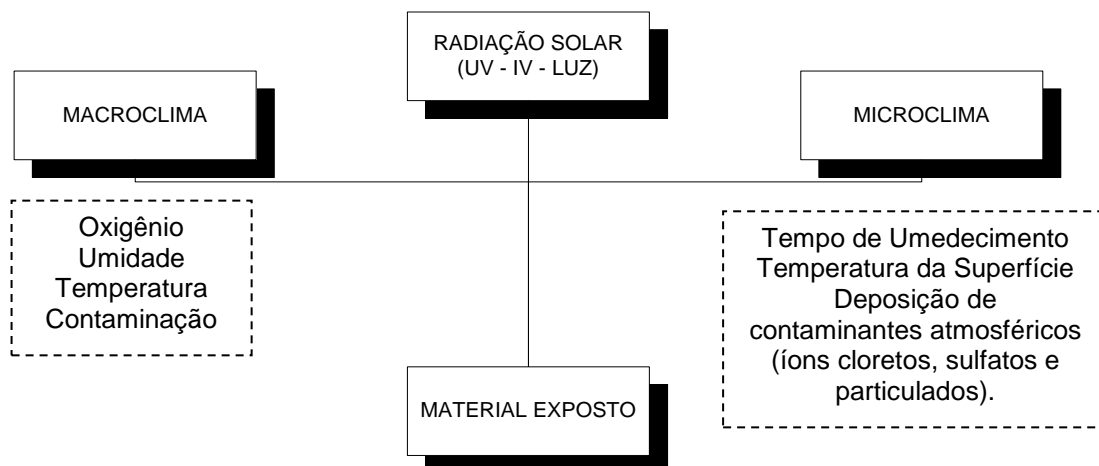 RADIAÇÃO SOLAR
(UV - IV - LUZ)
MACROCLIMA
MICROCLIMA
Oxigênio
Umidade
Temperatura
Contaminação
Tempo de Umedecimento
Temperatura da Superfície
Deposição de
contaminantes atmosféricos
(íons cloretos, sulfatos e
particulados).
MATERIAL EXPOSTO